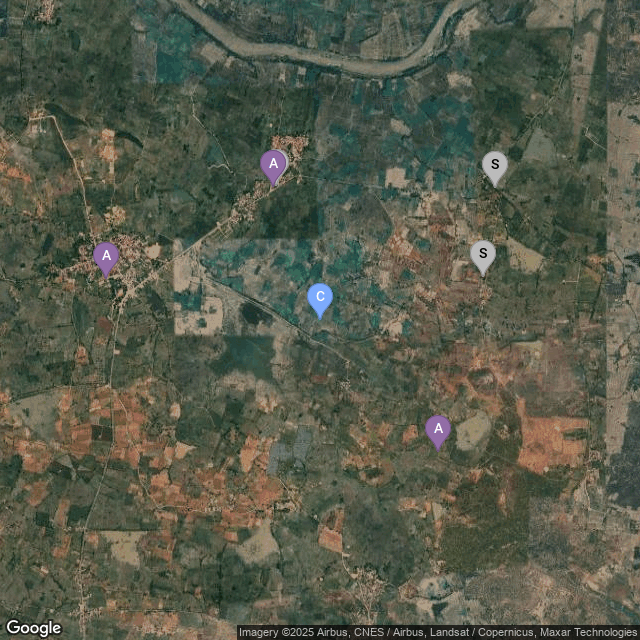 A
S
A
S
C
A
Google
Imagery ©2025 Airbus, CNES / Airbus, Landsat / Copernicus, Maxar Technologies